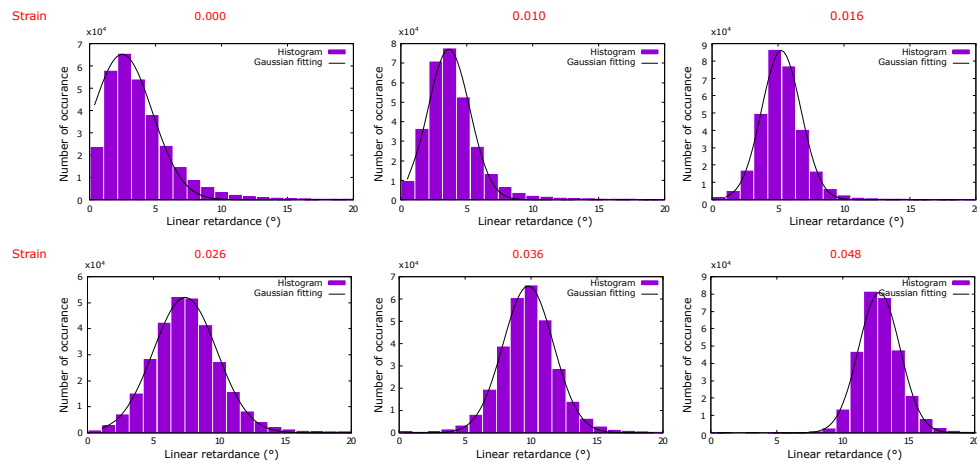 Strain 0.000 0.010 0.016
x10⁴ x10⁴ x10⁴
Histogram
Gaussian fitting
Number of occurance
7
6
5
4
3
2
1
0
0 5 10 15 20
Linear retardance (°)
Histogram
Gaussian fitting
Number of occurance
8
7
6
5
4
3
2
1
0
0 5 10 15 20
Linear retardance (°)
Histogram
Gaussian fitting
Number of occurance
9
8
7
6
5
4
3
2
1
0
0 5 10 15 20
Linear retardance (°)
Strain 0.026 0.036 0.048
x10⁴ x10⁴ x10⁴
Histogram
Gaussian fitting
Number of occurance
6
5
4
3
2
1
0
0 5 10 15 20
Linear retardance (°)
Histogram
Gaussian fitting
Number of occurance
7
6
5
4
3
2
1
0
0 5 10 15 20
Linear retardance (°)
Histogram
Gaussian fitting
Number of occurance
9
8
7
6
5
4
3
2
1
0
0 5 10 15 20
Linear retardance (°)